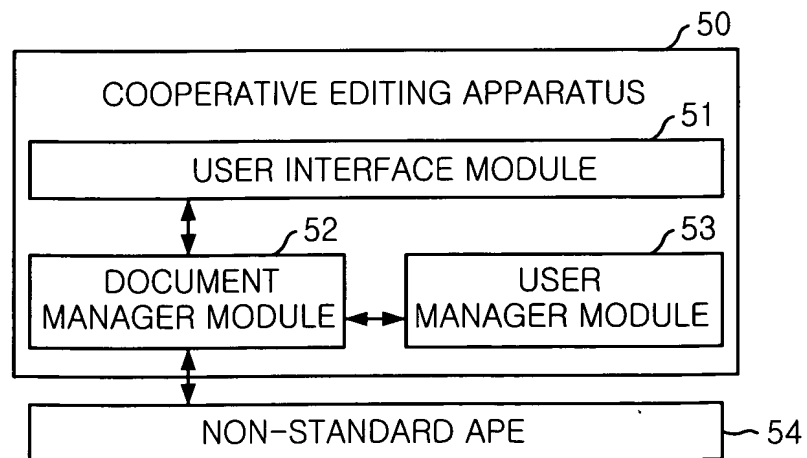 50
COOPERATIVE EDITING APPARATUS
51
USER INTERFACE MODULE
52
53
DOCUMENT
MANAGER MODULE
USER
MANAGER MODULE
NON-STANDARD APE
54